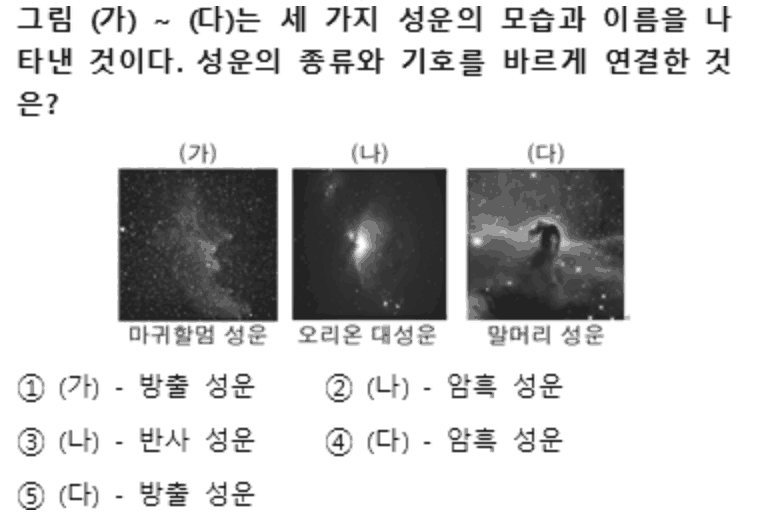 그림 (가) ~ (다)는 세 가지 성운의 모습과 이름을 나
타낸 것이다. 성운의 종류와 기호를 바르게 연결한 것
은?
(가) (나) (다)
마귀할멈 성운 오리온 대성운 말머리 성운
① (가) - 방출 성운 ② (나) - 암흑 성운
③ (나) - 반사 성운 ④ (다) - 암흑 성운
⑤ (다) - 방출 성운